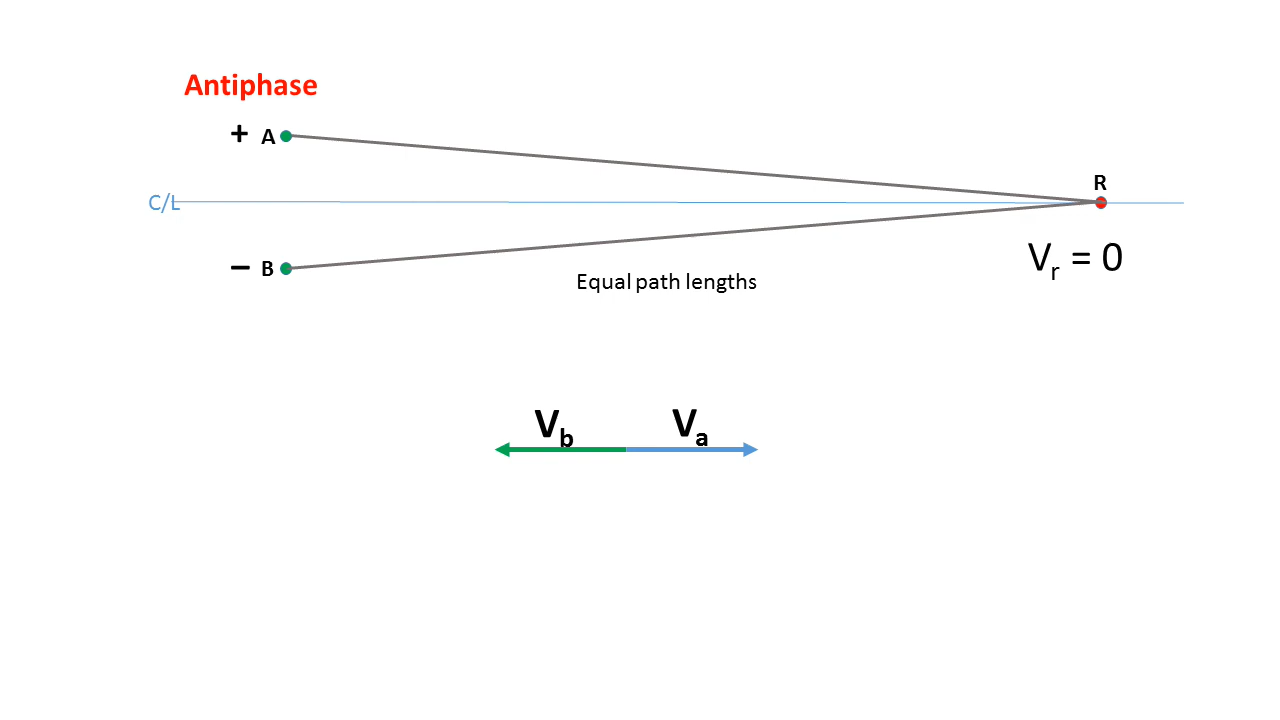 Antiphase
+ A
R
C/L
Vr = 0
– B
Equal path lengths
Vb Va